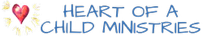 HEART OF A
CHILD MINISTRIES